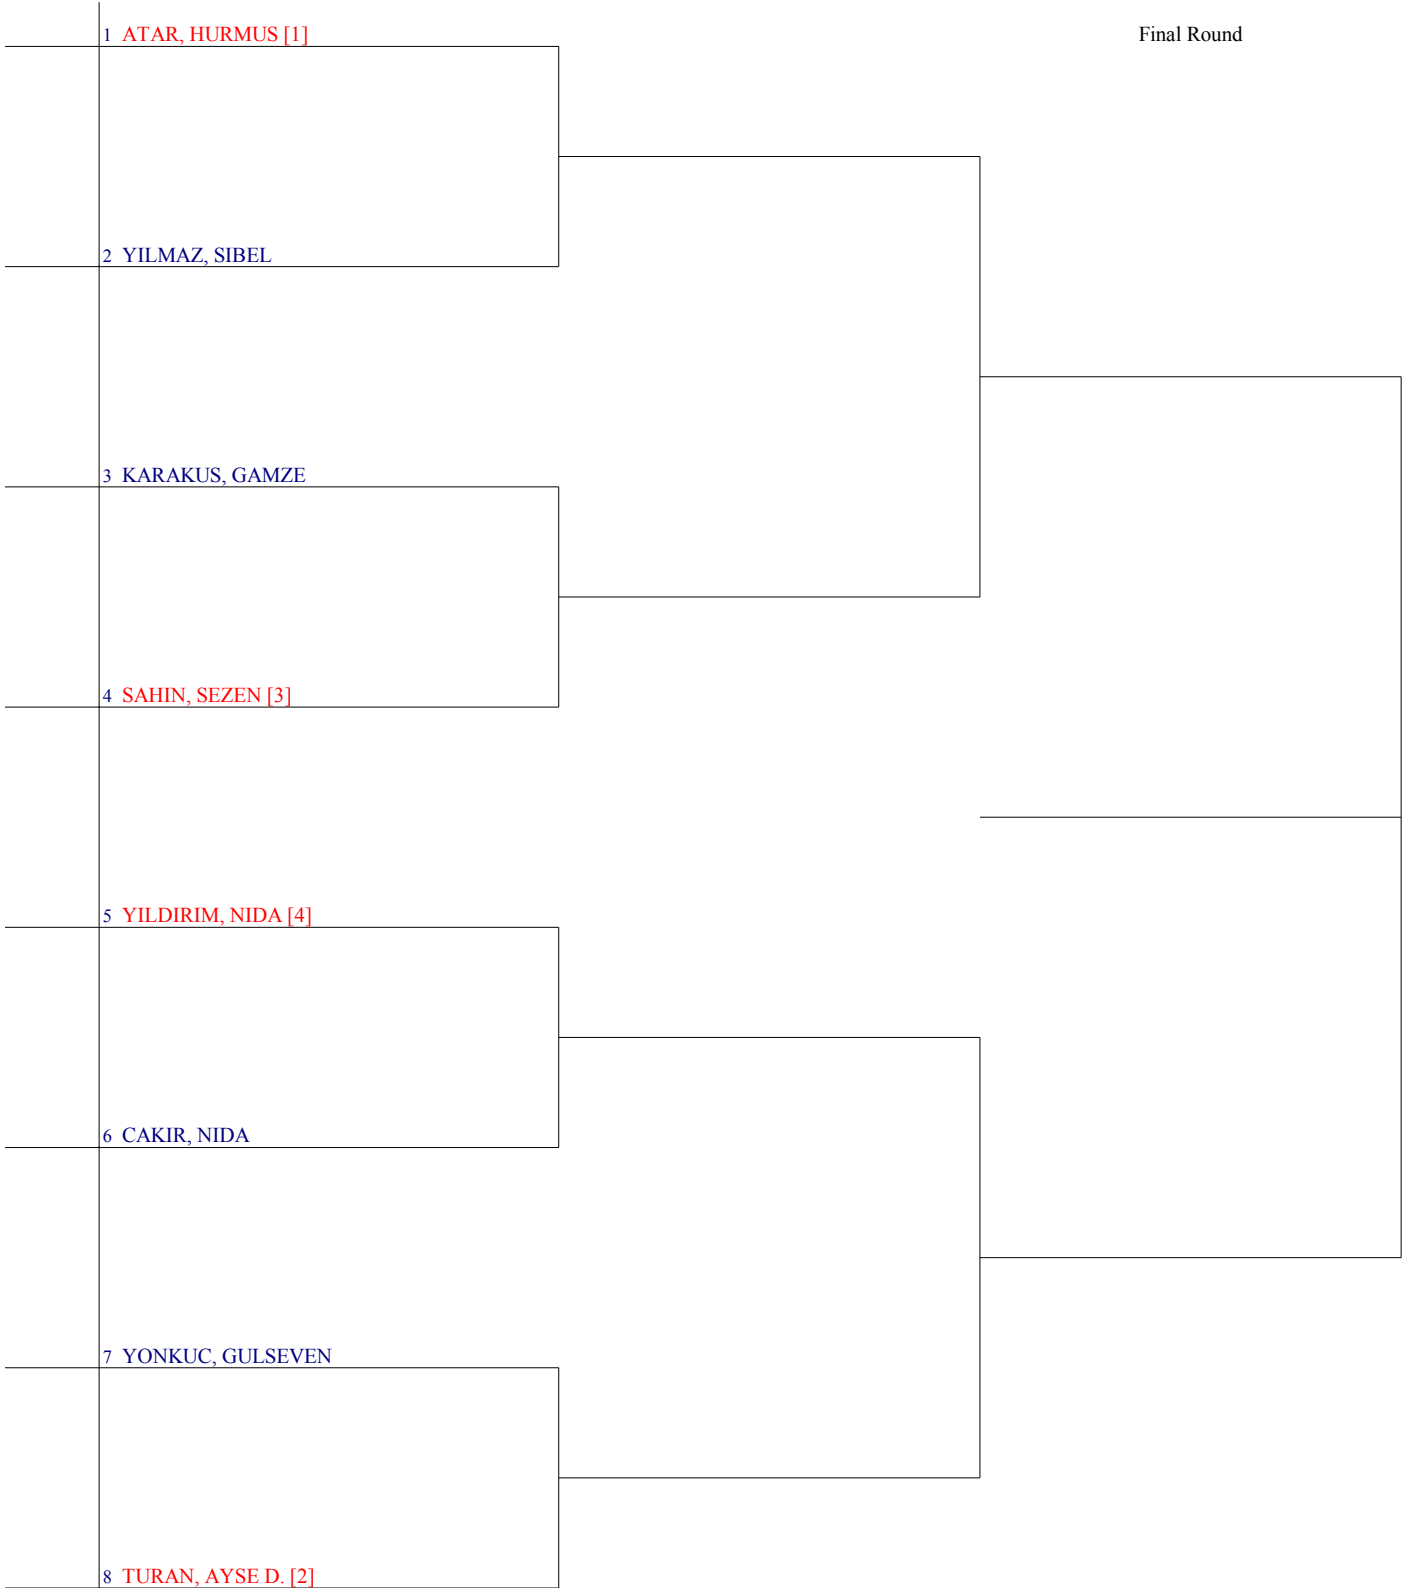 1 ATAR, HURMUS [1]
Final Round
2 YILMAZ, SIBEL
3 KARAKUS, GAMZE
4 SAHIN, SEZEN [3]
5 YILDIRIM, NIDA [4]
6 CAKIR, NIDA
7 YONKUC, GULSEVEN
8 TURAN, AYSE D. [2]